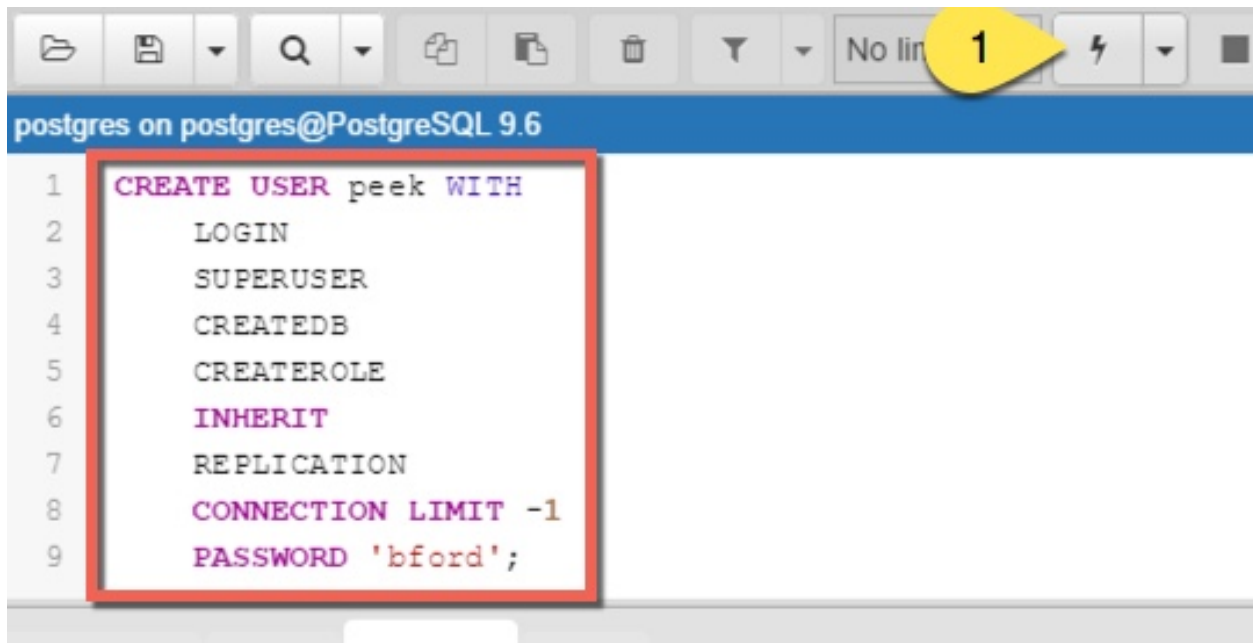 No
1
postgres on postgres@PostgreSQL 9.6
1 CREATE USER peek WITH
2 LOGIN
3 SUPERUSER
4 CREATEDB
5 CREATEROLE
6 INHERIT
7 REPLICATION
8 CONNECTION LIMIT -1
9 PASSWORD 'bford';